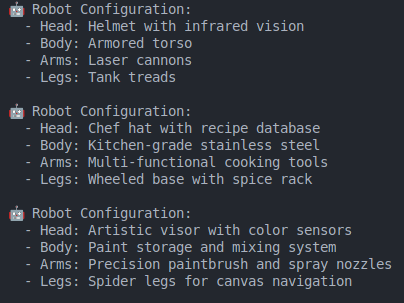 🤖 Robot Configuration:
- Head: Helmet with infrared vision
- Body: Armored torso
- Arms: Laser cannons
- Legs: Tank treads
🤖 Robot Configuration:
- Head: Chef hat with recipe database
- Body: Kitchen-grade stainless steel
- Arms: Multi-functional cooking tools
- Legs: Wheeled base with spice rack
🤖 Robot Configuration:
- Head: Artistic visor with color sensors
- Body: Paint storage and mixing system
- Arms: Precision paintbrush and spray nozzles
- Legs: Spider legs for canvas navigation